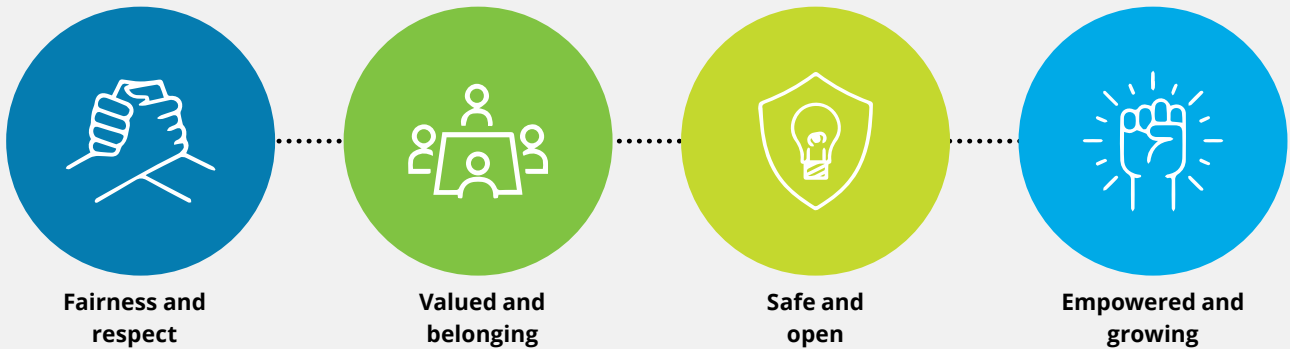 Fairness and
respect
Valued and
belonging
Safe and
open
Empowered and
growing